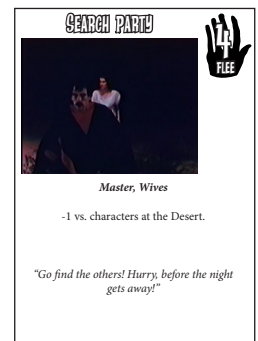 SEARCH PARTY
4
FLEE
Master, Wives
-1 vs. characters at the Desert.
“Go find the others! Hurry, before the night
gets away!”